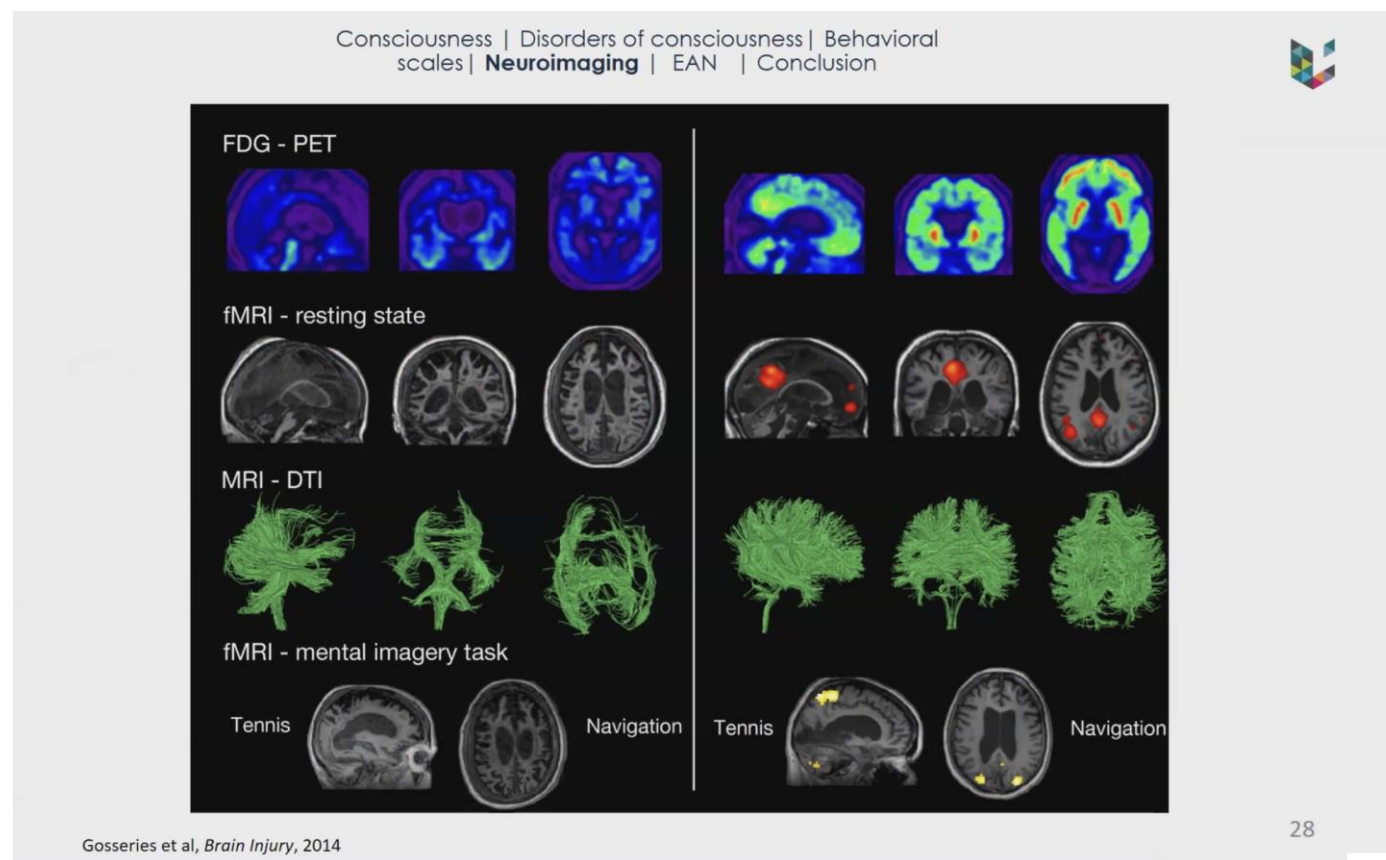 Consciousness | Disorders of consciousness| Behavioral
scales| Neuroimaging | EAN | Conclusion
FDG - PET
fMRI - resting state
MRI - DTI
fMRI - mental imagery task
Tennis
Navigation
Tennis
Navigation
28
Gosseries et al, Brain Injury, 2014